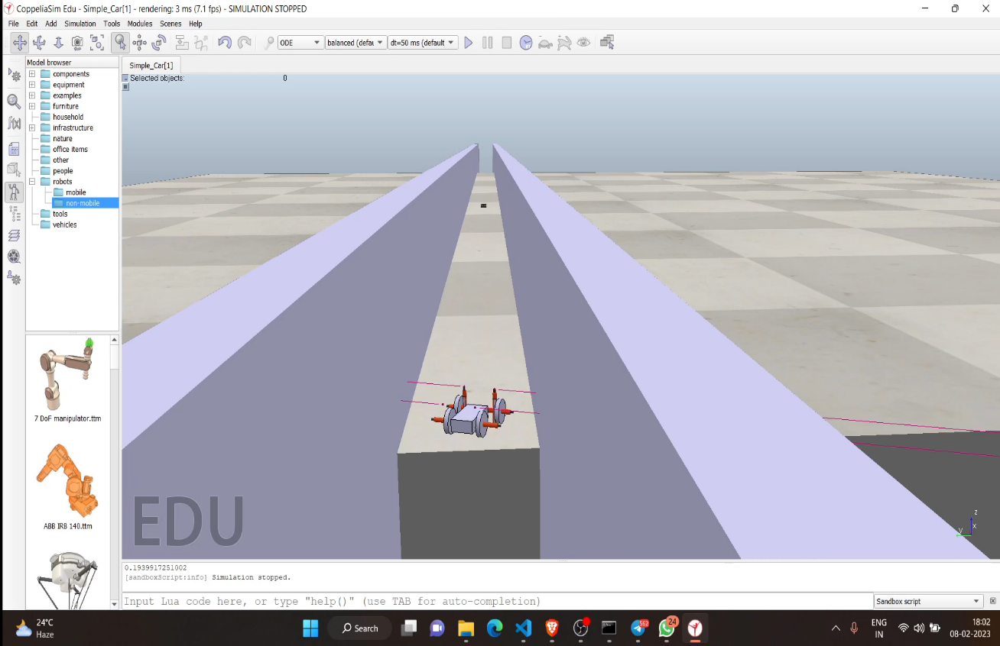 CoppeliaSim Edu - Simple_Car[1] - rendering: 3 ms (7.1 fps) - SIMULATION STOPPED
File Edit Add Simulation Tools Modules Scenes Help
ODE balanced (defau dt=50 ms (default
Model browser
components
equipment
examples
furniture
household
infrastructure
nature
office items
other
people
robots
mobile
non-mobile
tools
vehicles
7 DoF manipulator.ttm
ABB IRB 140.ttm
Simple_Car[1]
Selected objects: 0
EDU
z
x
y
0.1939917251002
[sandboxScript:info] Simulation stopped.
Input Lua code here, or type "help()" (use TAB for auto-completion)
Sandbox script
24°C
Haze
Search
562
24
ENG
IN
18:02
08-02-2023